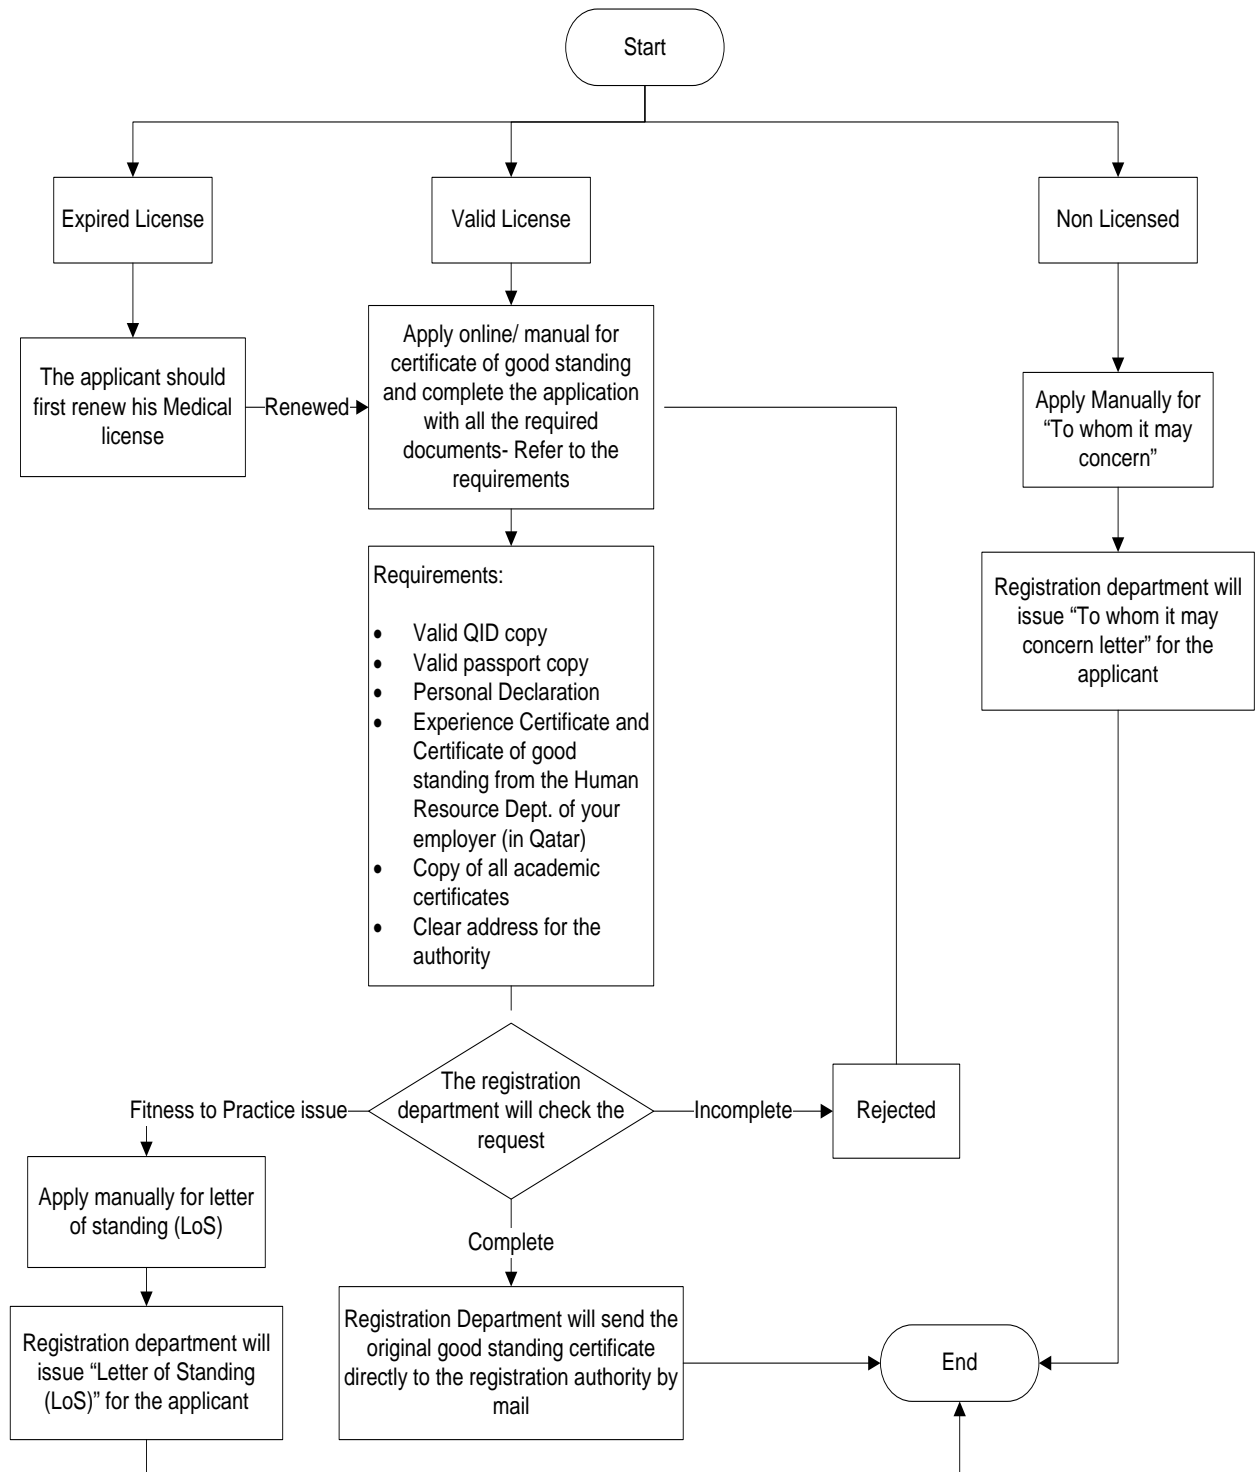 Start
Expired License
Valid License
Non Licensed
The applicant should
first renew his Medical
license
Renewed
Apply online/ manual for
certificate of good standing
and complete the application
with all the required
documents- Refer to the
requirements
Apply Manually for
“To whom it may
concern”
Requirements:
• Valid QID copy
• Valid passport copy
• Personal Declaration
• Experience Certificate and
Certificate of good
standing from the Human
Resource Dept. of your
employer (in Qatar)
• Copy of all academic
certificates
• Clear address for the
authority
Registration department will
issue “To whom it may
concern letter” for the
applicant
The registration
department will check the
request
Fitness to Practice issue
Incomplete
Rejected
Apply manually for letter
of standing (LoS)
Complete
Registration department will
issue “Letter of Standing
(LoS)” for the applicant
Registration Department will send the
original good standing certificate
directly to the registration authority by
mail
End